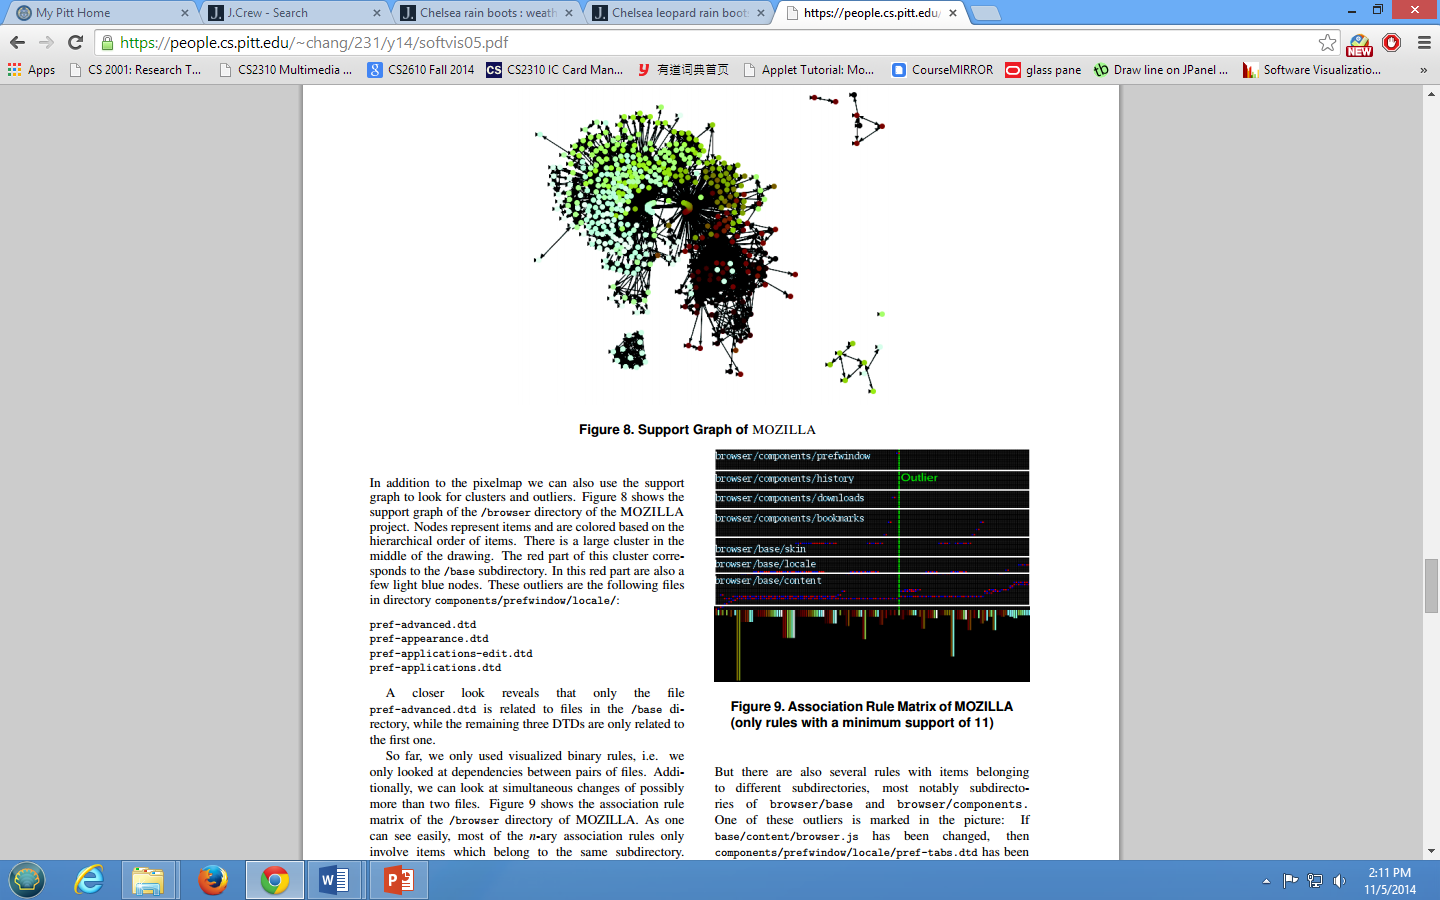 My Pitt Home
J.Crew - Search
Chelsea rain boots : weath
Chelsea leopard rain boot
https://people.cs.pitt.edu/
https://people.cs.pitt.edu/~chang/231/y14/softvis05.pdf
NEW
Apps
CS 2001: Research T...
CS2310 Multimedia ...
CS2610 Fall 2014
CS2310 IC Card Man...
有道词典首页
Applet Tutorial: Mo...
CourseMIRROR
glass pane
Draw line on JPanel ...
Software Visualizatio...
»
Figure 8. Support Graph of MOZILLA
In addition to the pixelmap we can also use the support
graph to look for clusters and outliers. Figure 8 shows the
support graph of the /browser directory of the MOZILLA
project. Nodes represent items and are colored based on the
hierarchical order of items. There is a large cluster in the
middle of the drawing. The red part of this cluster corre-
sponds to the /base subdirectory. In this red part are also a
few light blue nodes. These outliers are the following files
in directory components/prefwindow/locale/:
pref-advanced.dtd
pref-appearance.dtd
pref-applications-edit.dtd
pref-applications.dtd
A closer look reveals that only the file
pref-advanced.dtd is related to files in the /base di-
rectory, while the remaining three DTDs are only related to
the first one.
So far, we only used visualized binary rules, i.e. we
only looked at dependencies between pairs of files. Addi-
tionally, we can look at simultaneous changes of possibly
more than two files. Figure 9 shows the association rule
matrix of the /browser directory of MOZILLA. As one
can see easily, most of the n-ary association rules only
involve items which belong to the same subdirectory.
browser/components/prefwindow
browser/components/history
Outlier
browser/components/downloads
browser/components/bookmarks
browser/base/skin
browser/base/locale
browser/base/content
Figure 9. Association Rule Matrix of MOZILLA
(only rules with a minimum support of 11)
But there are also several rules with items belonging
to different subdirectories, most notably subdirecto-
ries of browser/base and browser/components.
One of these outliers is marked in the picture: If
base/content/browser.js has been changed, then
components/prefwindow/locale/pref-tabs.dtd has been
2:11 PM
11/5/2014